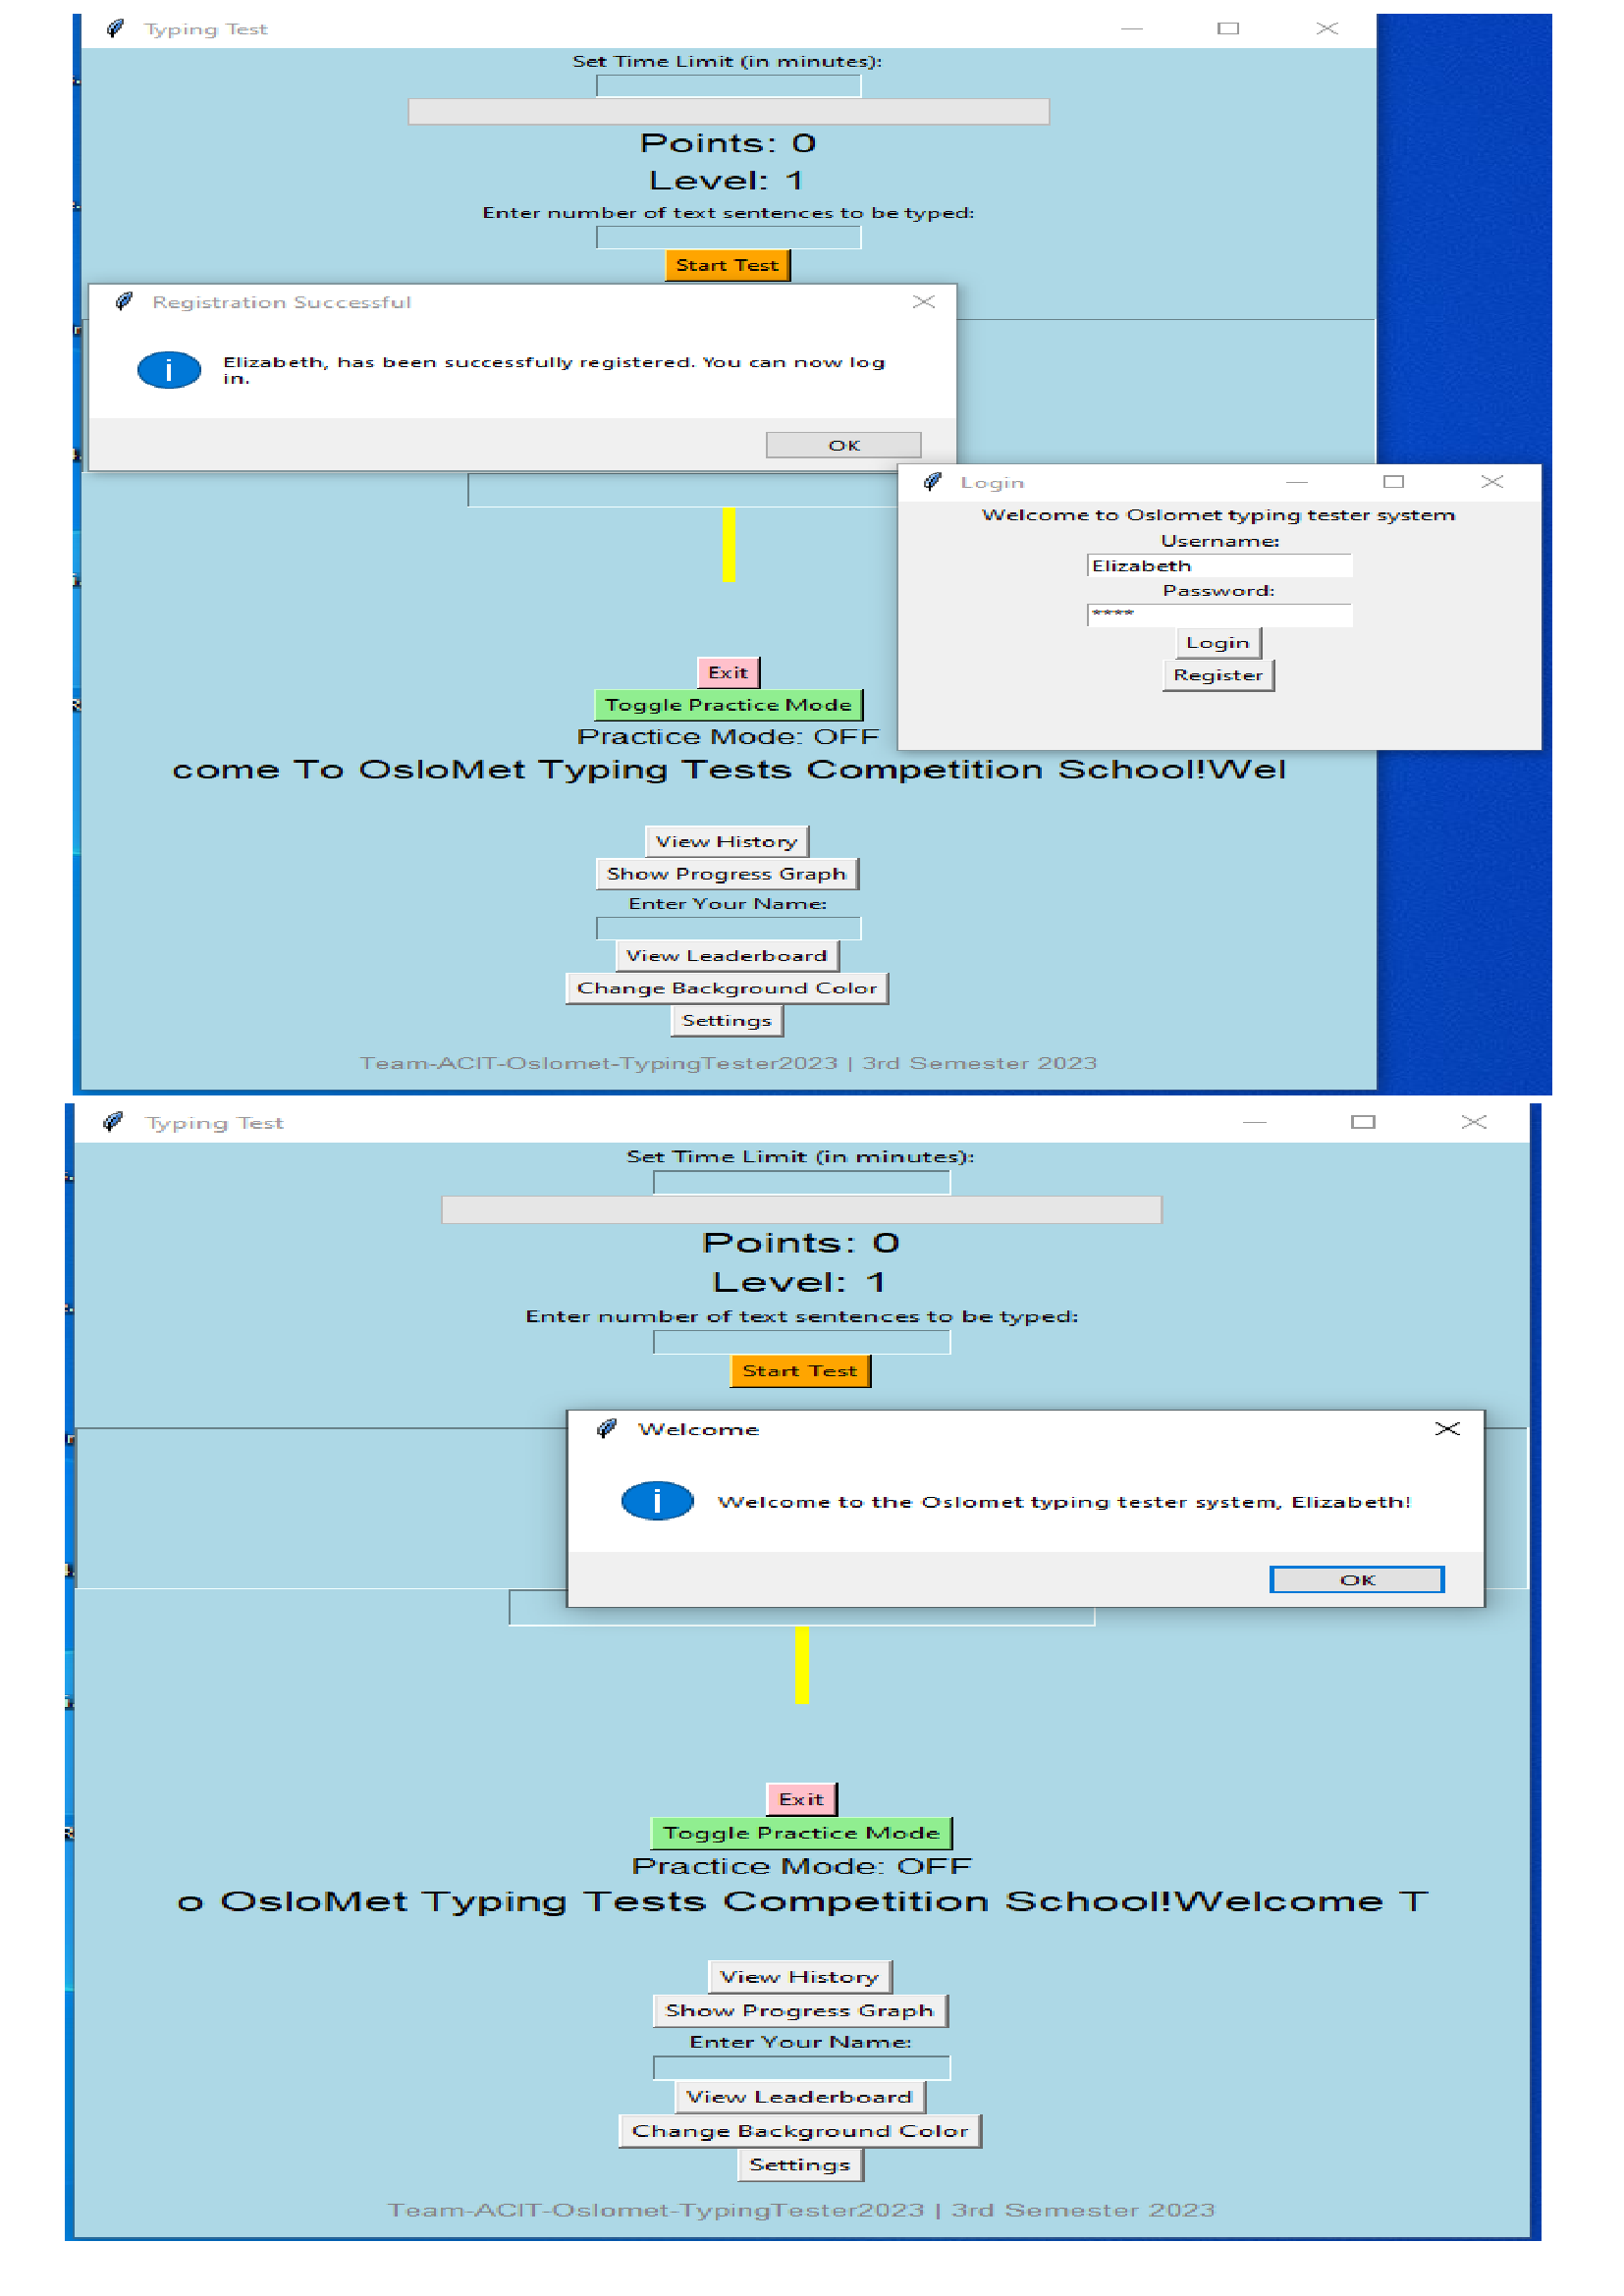 Typing Test
Set Time Limit (in minutes):
Points: 0
Level: 1
Enter number of text sentences to be typed:
Start Test
Registration Successful
Elizabeth, has been successfully registered. You can now log
in.
OK
Login
Welcome to Oslomet typing tester system
Username:
Elizabeth
Password:
****
Login
Register
Exit
Toggle Practice Mode
Practice Mode: OFF
come To OsloMet Typing Tests Competition School!Wel
View History
Show Progress Graph
Enter Your Name:
View Leaderboard
Change Background Color
Settings
Team-ACIT-Oslomet-TypingTester2023 | 3rd Semester 2023
Typing Test
Set Time Limit (in minutes):
Points: 0
Level: 1
Enter number of text sentences to be typed:
Start Test
Welcome
Welcome to the Oslomet typing tester system, Elizabeth!
OK
Exit
Toggle Practice Mode
Practice Mode: OFF
o OsloMet Typing Tests Competition School!Welcome T
View History
Show Progress Graph
Enter Your Name:
View Leaderboard
Change Background Color
Settings
Team-ACIT-Oslomet-TypingTester2023 | 3rd Semester 2023